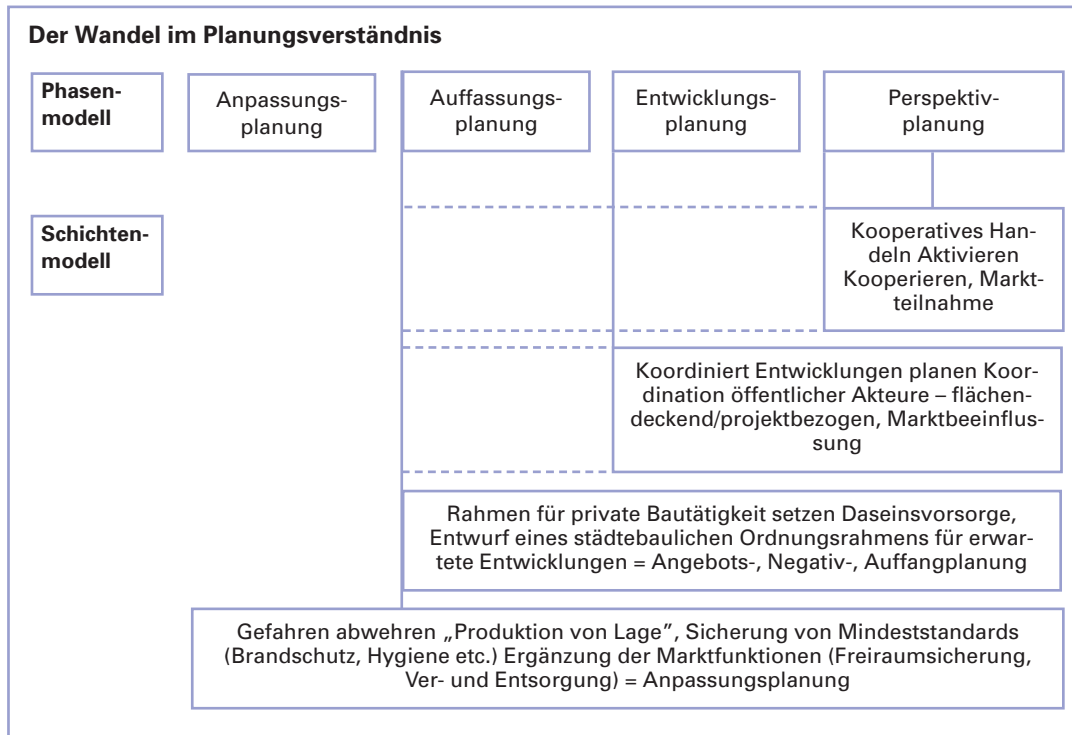 Der Wandel im Planungsverständnis
Phasen-
modell
Anpassungs-
planung
Auffassungs-
planung
Entwicklungs-
planung
Perspektiv-
planung
Schichten-
modell
Kooperatives Han-
deln Aktivieren
Kooperieren, Markt-
teilnahme
Koordiniert Entwicklungen planen Koor-
dination öffentlicher Akteure – flächen-
deckend/projektbezogen, Marktbeeinflus-
sung
Rahmen für private Bautätigkeit setzen Daseinsvorsorge,
Entwurf eines städtebaulichen Ordnungsrahmens für erwar-
tete Entwicklungen = Angebots-, Negativ-, Auffangplanung
Gefahren abwehren „Produktion von Lage”, Sicherung von Mindeststandards
(Brandschutz, Hygiene etc.) Ergänzung der Marktfunktionen (Freiraumsicherung,
Ver- und Entsorgung) = Anpassungsplanung